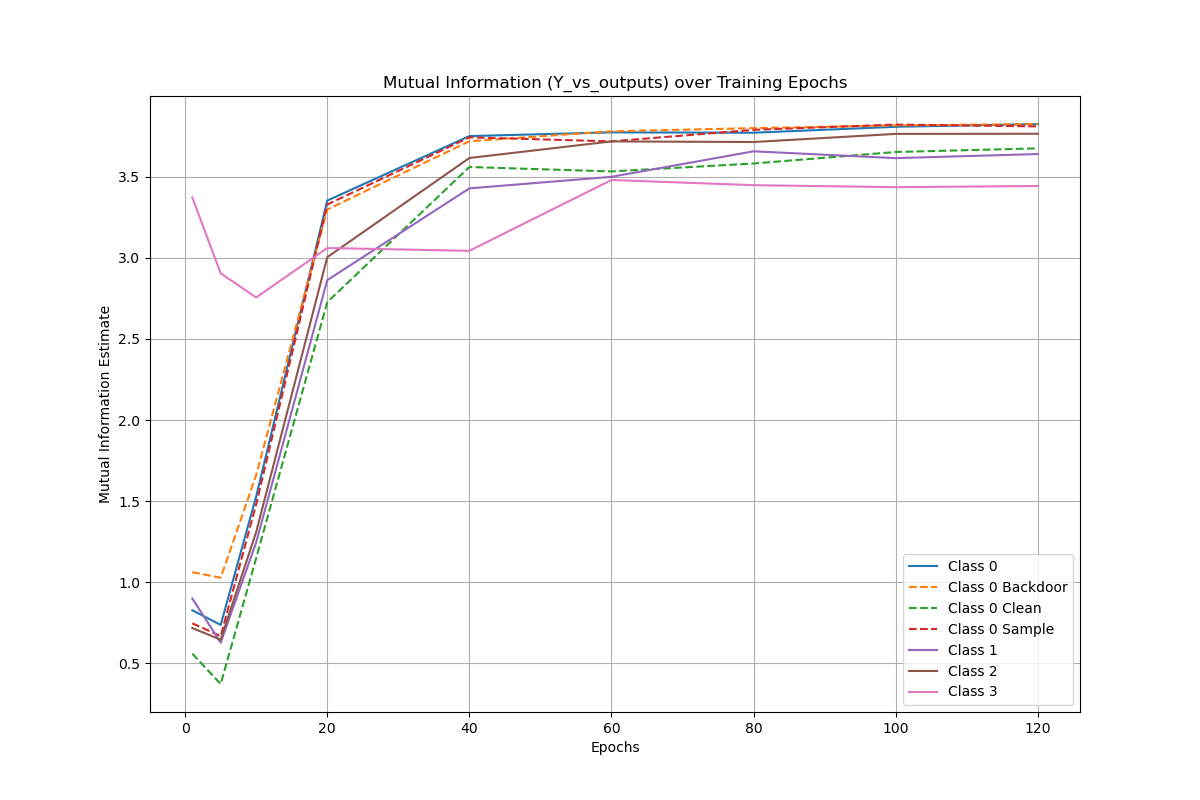 Mutual Information (Y_vs_outputs) over Training Epochs
Mutual Information Estimate
3.5
3.0
2.5
2.0
1.5
1.0
0.5
Class 0
Class 0 Backdoor
Class 0 Clean
Class 0 Sample
Class 1
Class 2
Class 3
0 20 40 60 80 100 120
Epochs